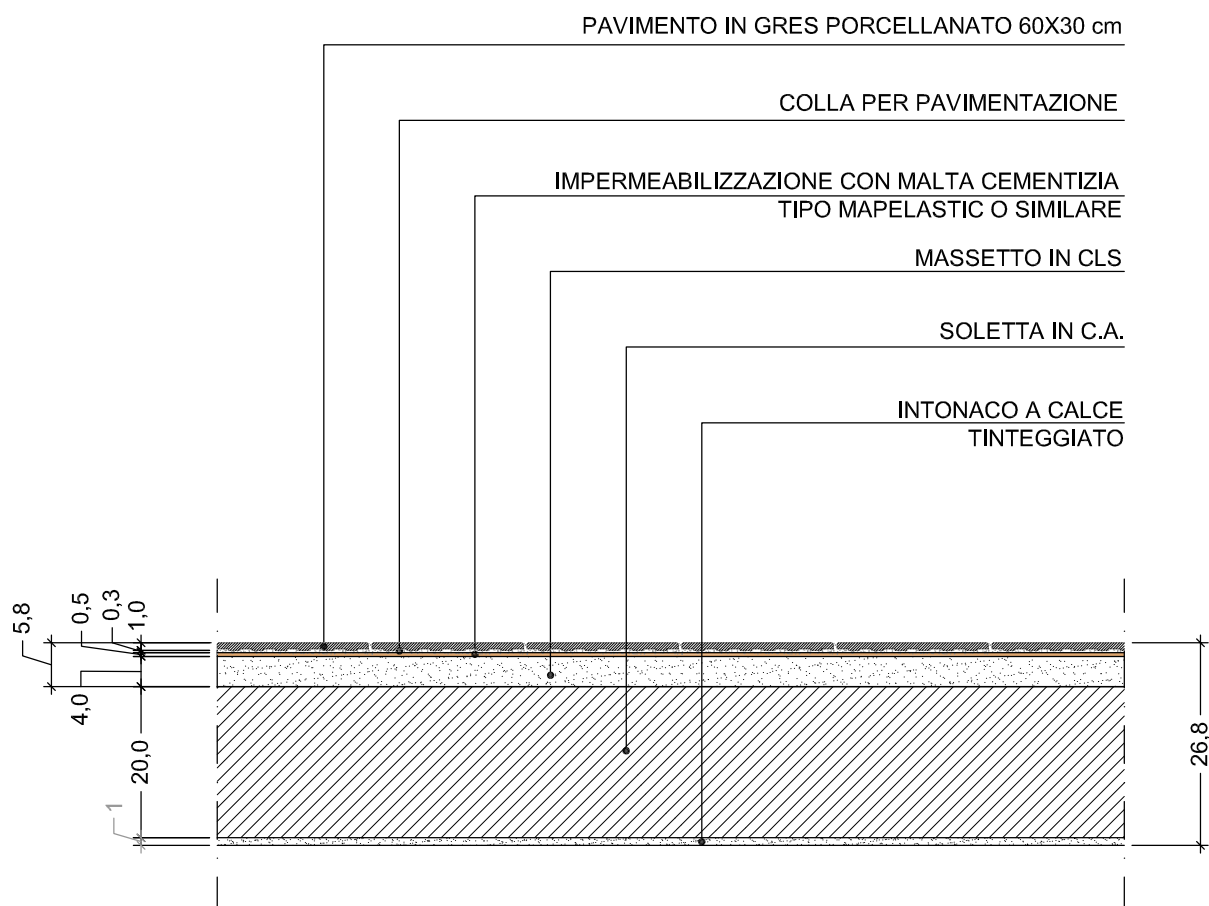 PAVIMENTO IN GRES PORCELLANATO 60X30 cm
COLLA PER PAVIMENTAZIONE
IMPERMEABILIZZAZIONE CON MALTA CEMENTIZIA
TIPO MAPELASTIC O SIMILARE
MASSETTO IN CLS
SOLETTA IN C.A.
INTONACO A CALCE
TINTEGGIATO
5,8
0,5
0,3
1,0
4,0
20,0
1
26,8